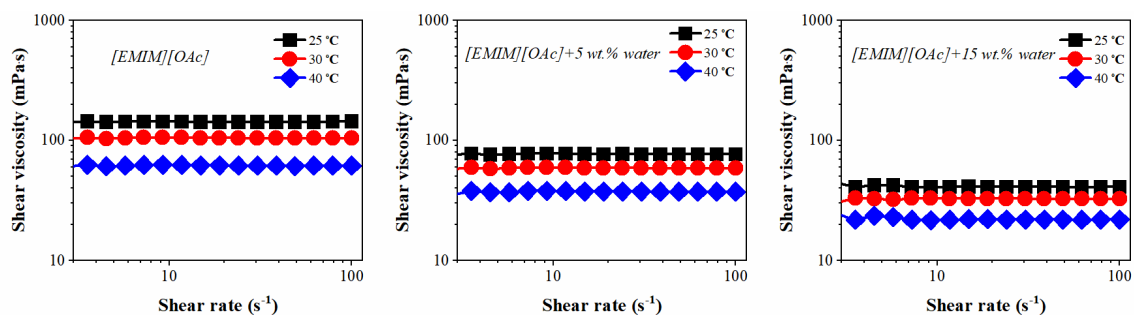 1000
100
10
Shear viscosity (mPas)
[EMIM][OAc]
25 ℃
30 ℃
40 ℃
10
100
Shear rate (s⁻¹)
1000
100
10
Shear viscosity (mPas)
[EMIM][OAc]+5 wt.% water
25 ℃
30 ℃
40 ℃
10
100
Shear rate (s⁻¹)
1000
100
10
Shear viscosity (mPas)
[EMIM][OAc]+15 wt.% water
25 ℃
30 ℃
40 ℃
10
100
Shear rate (s⁻¹)